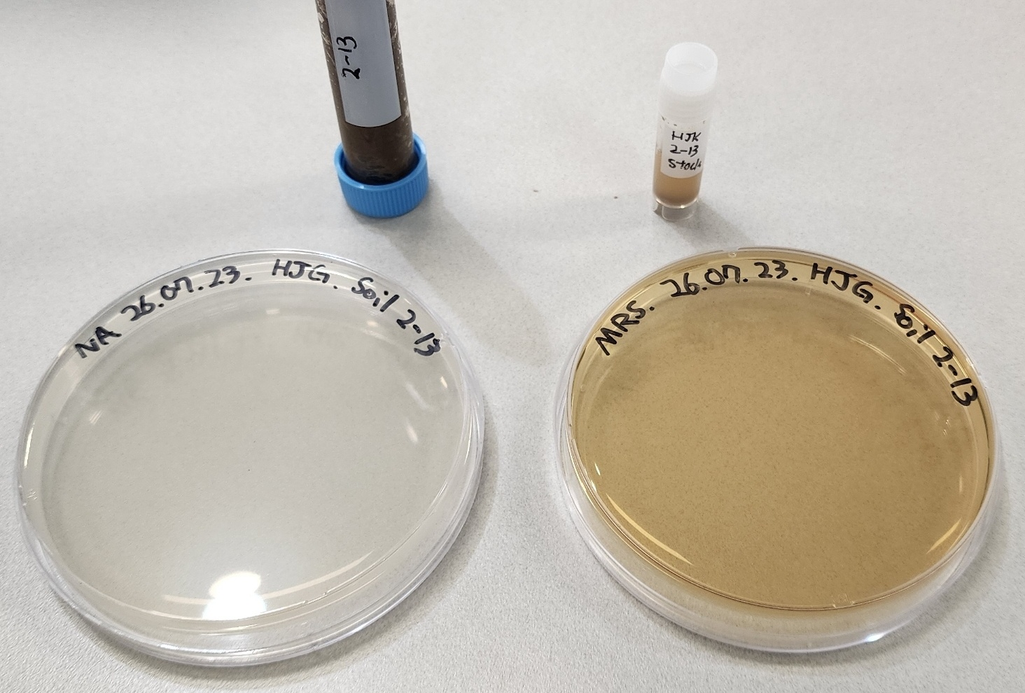 2-13
HJK
2-13
Stock
NA 26.07.23. HJG. Soil 2-13
MRS. 26.07.23. HJG. Soil 2-13